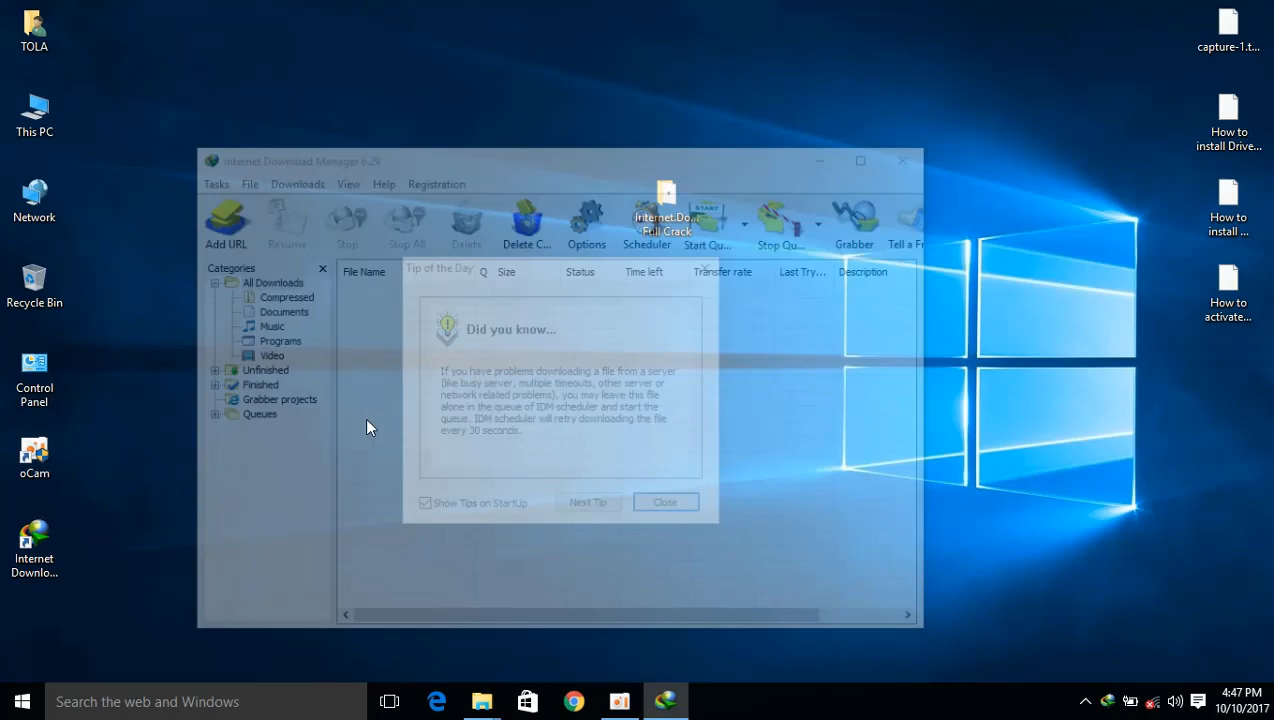 TOLA
This PC
Network
Recycle Bin
Control
Panel
oCam
Internet
Downlo...
capture-1.t...
How to
install Drive...
How to
install ...
How to
activate...
Internet.Do...
Full Crack
Internet Download Manager 6.29
Tasks File Downloads View Help Registration
Add URL Resume Stop Stop All Delete Delete C... Options Scheduler Start Qu... Stop Qu... Grabber Tell a Fr
Categories
All Downloads
Compressed
Documents
Music
Programs
Video
Unfinished
Finished
Grabber projects
Queues
File Name Q Size Status Time left Transfer rate Last Try... Description
Tip of the Day
Did you know...
If you have problems downloading a file from a server
(like busy server, multiple timeouts, other server or
network related problems), you may leave this file
alone in the queue of IDM scheduler and start the
queue. IDM scheduler will retry downloading the file
every 30 seconds.
Show Tips on StartUp Next Tip Close
Search the web and Windows
4:47 PM
10/10/2017